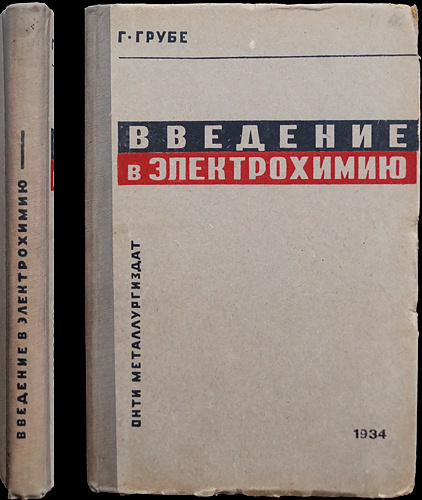 ВВЕДЕНИЕ В ЭЛЕКТРОХИМИЮ
Г·ГРУБЕ
ВВЕДЕНИЕ
В ЭЛЕКТРОХИМИЮ
ОНТИ МЕТАЛЛУРГИЗДАТ
1934